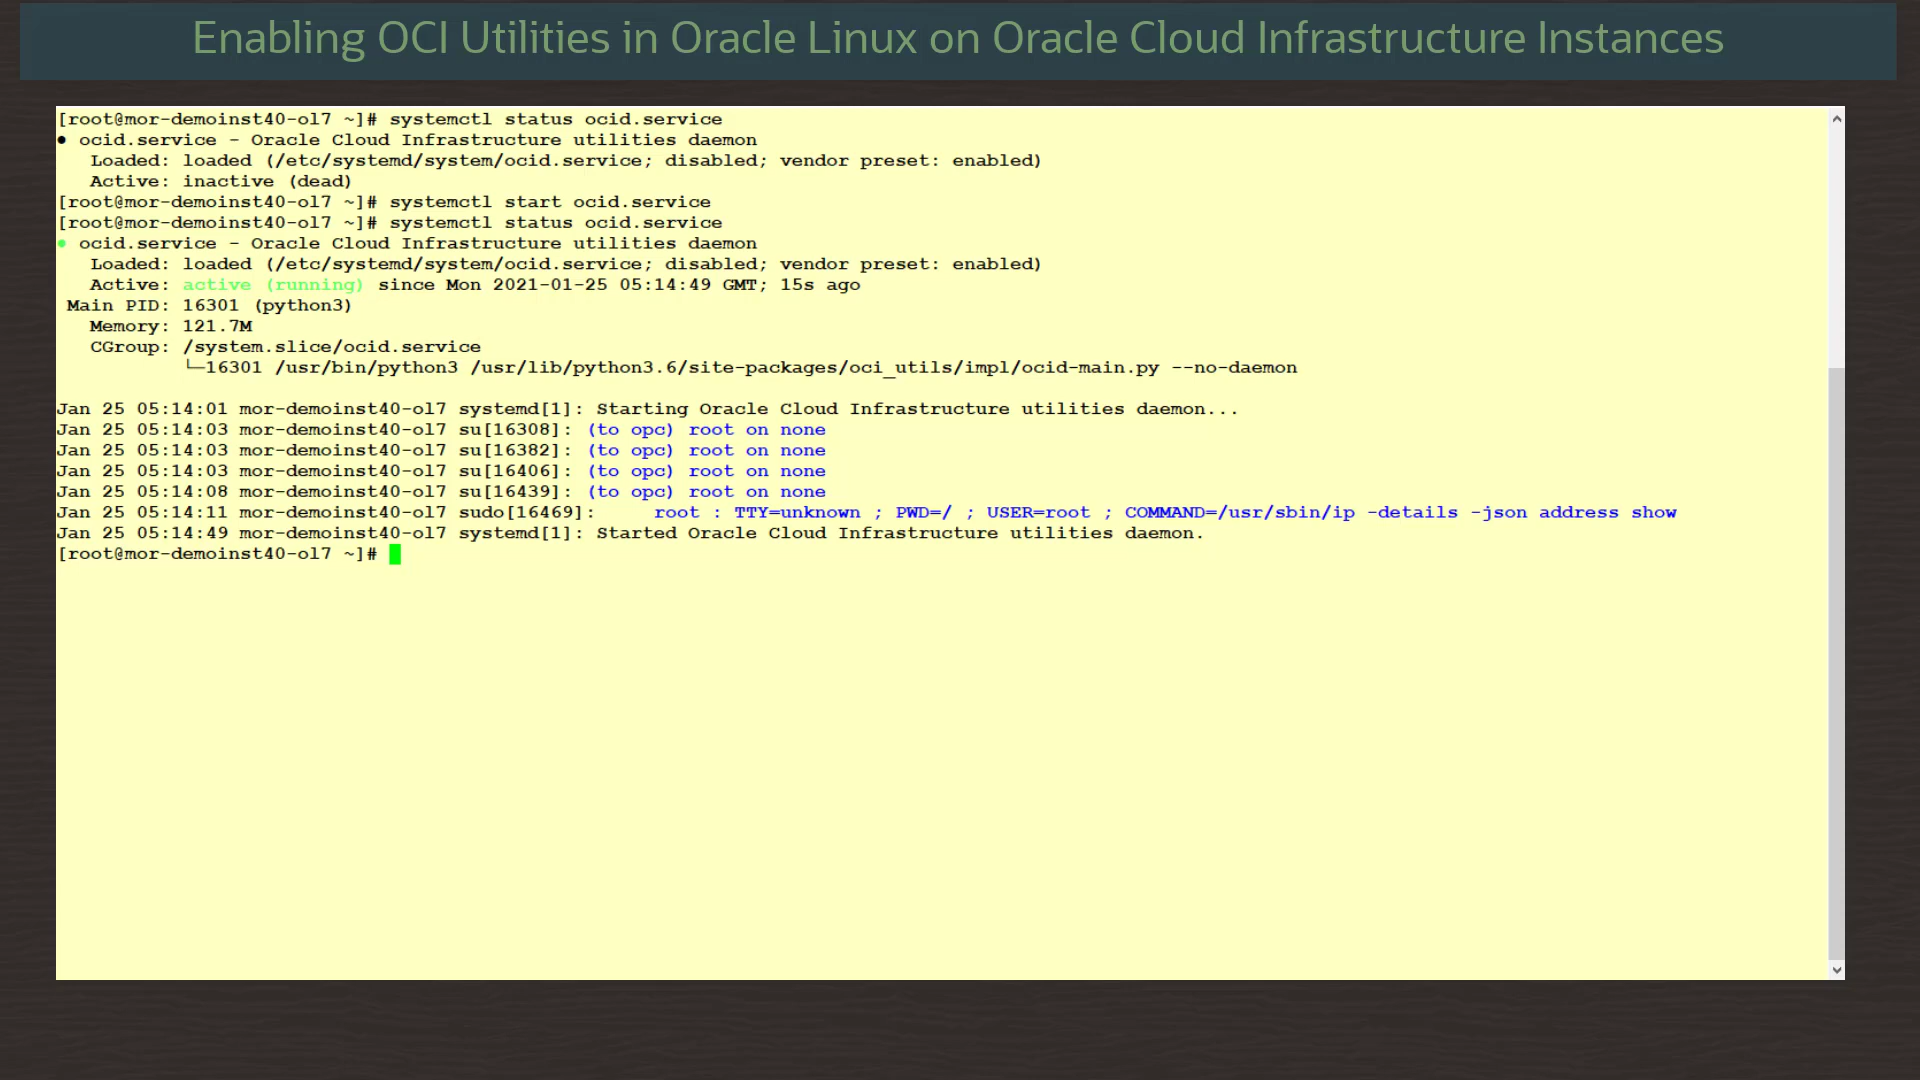 Enabling OCI Utilities in Oracle Linux on Oracle Cloud Infrastructure Instances
[root@mor-demoinst40-ol7 ~]# systemctl status ocid.service
● ocid.service - Oracle Cloud Infrastructure utilities daemon
   Loaded: loaded (/etc/systemd/system/ocid.service; disabled; vendor preset: enabled)
   Active: inactive (dead)
[root@mor-demoinst40-ol7 ~]# systemctl start ocid.service
[root@mor-demoinst40-ol7 ~]# systemctl status ocid.service
● ocid.service - Oracle Cloud Infrastructure utilities daemon
   Loaded: loaded (/etc/systemd/system/ocid.service; disabled; vendor preset: enabled)
   Active: active (running) since Mon 2021-01-25 05:14:49 GMT; 15s ago
 Main PID: 16301 (python3)
   Memory: 121.7M
   CGroup: /system.slice/ocid.service
           └─16301 /usr/bin/python3 /usr/lib/python3.6/site-packages/oci_utils/impl/ocid-main.py --no-daemon
Jan 25 05:14:01 mor-demoinst40-ol7 systemd[1]: Starting Oracle Cloud Infrastructure utilities daemon...
Jan 25 05:14:03 mor-demoinst40-ol7 su[16308]: (to opc) root on none
Jan 25 05:14:03 mor-demoinst40-ol7 su[16382]: (to opc) root on none
Jan 25 05:14:03 mor-demoinst40-ol7 su[16406]: (to opc) root on none
Jan 25 05:14:08 mor-demoinst40-ol7 su[16439]: (to opc) root on none
Jan 25 05:14:11 mor-demoinst40-ol7 sudo[16469]:     root : TTY=unknown ; PWD=/ ; USER=root ; COMMAND=/usr/sbin/ip -details -json address show
Jan 25 05:14:49 mor-demoinst40-ol7 systemd[1]: Started Oracle Cloud Infrastructure utilities daemon.
[root@mor-demoinst40-ol7 ~]#